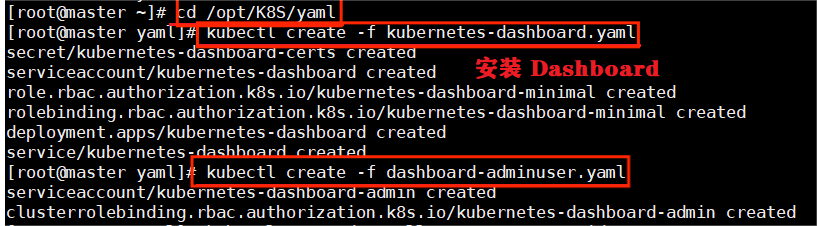 [root@master ~]# cd /opt/K8S/yaml
[root@master yaml]# kubectl create -f kubernetes-dashboard.yaml
secret/kubernetes-dashboard-certs created
serviceaccount/kubernetes-dashboard created
安装 Dashboard
role.rbac.authorization.k8s.io/kubernetes-dashboard-minimal created
rolebinding.rbac.authorization.k8s.io/kubernetes-dashboard-minimal created
deployment.apps/kubernetes-dashboard created
service/kubernetes-dashboard created
[root@master yaml]# kubectl create -f dashboard-adminuser.yaml
serviceaccount/kubernetes-dashboard-admin created
clusterrolebinding.rbac.authorization.k8s.io/kubernetes-dashboard-admin created